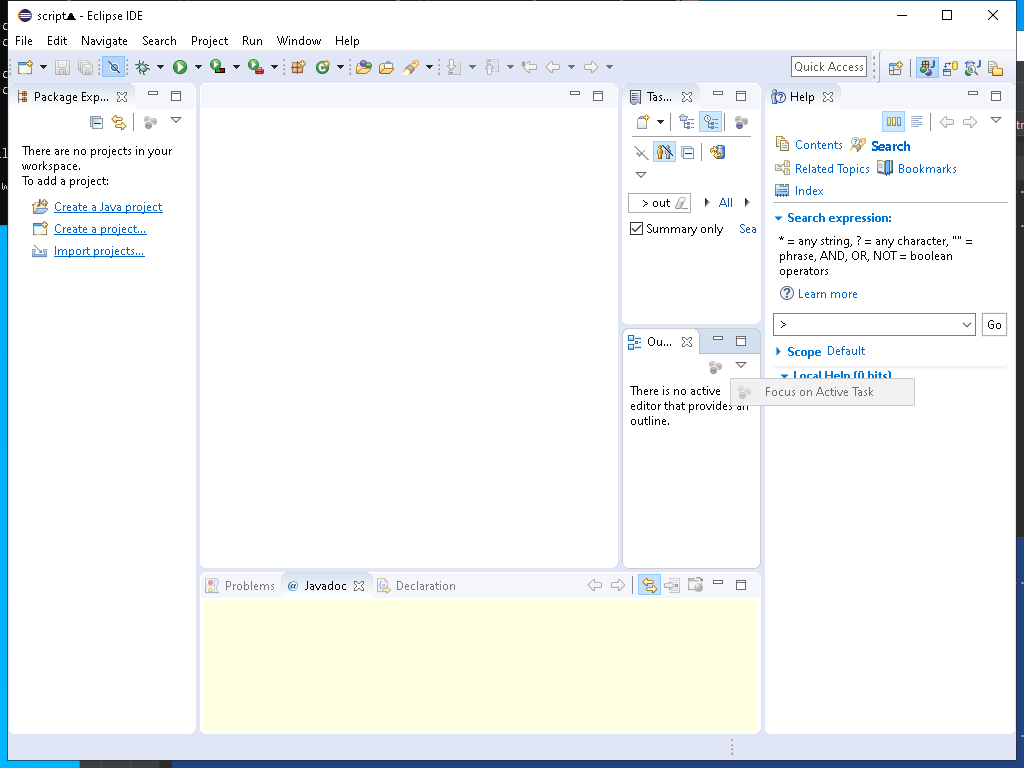 script▲ - Eclipse IDE
File Edit Navigate Search Project Run Window Help
Quick Access
Package Exp...
There are no projects in your
workspace.
To add a project:
Create a Java project
Create a project...
Import projects...
Tas...
> out
All
Summary only
Sea
Ou...
There is no active
editor that provides an
outline.
Focus on Active Task
Help
Contents
Search
Related Topics
Bookmarks
Index
Search expression:
* = any string, ? = any character, "" =
phrase, AND, OR, NOT = boolean
operators
Learn more
>
Go
Scope Default
Local Help (0 hits)
Problems
@ Javadoc
Declaration